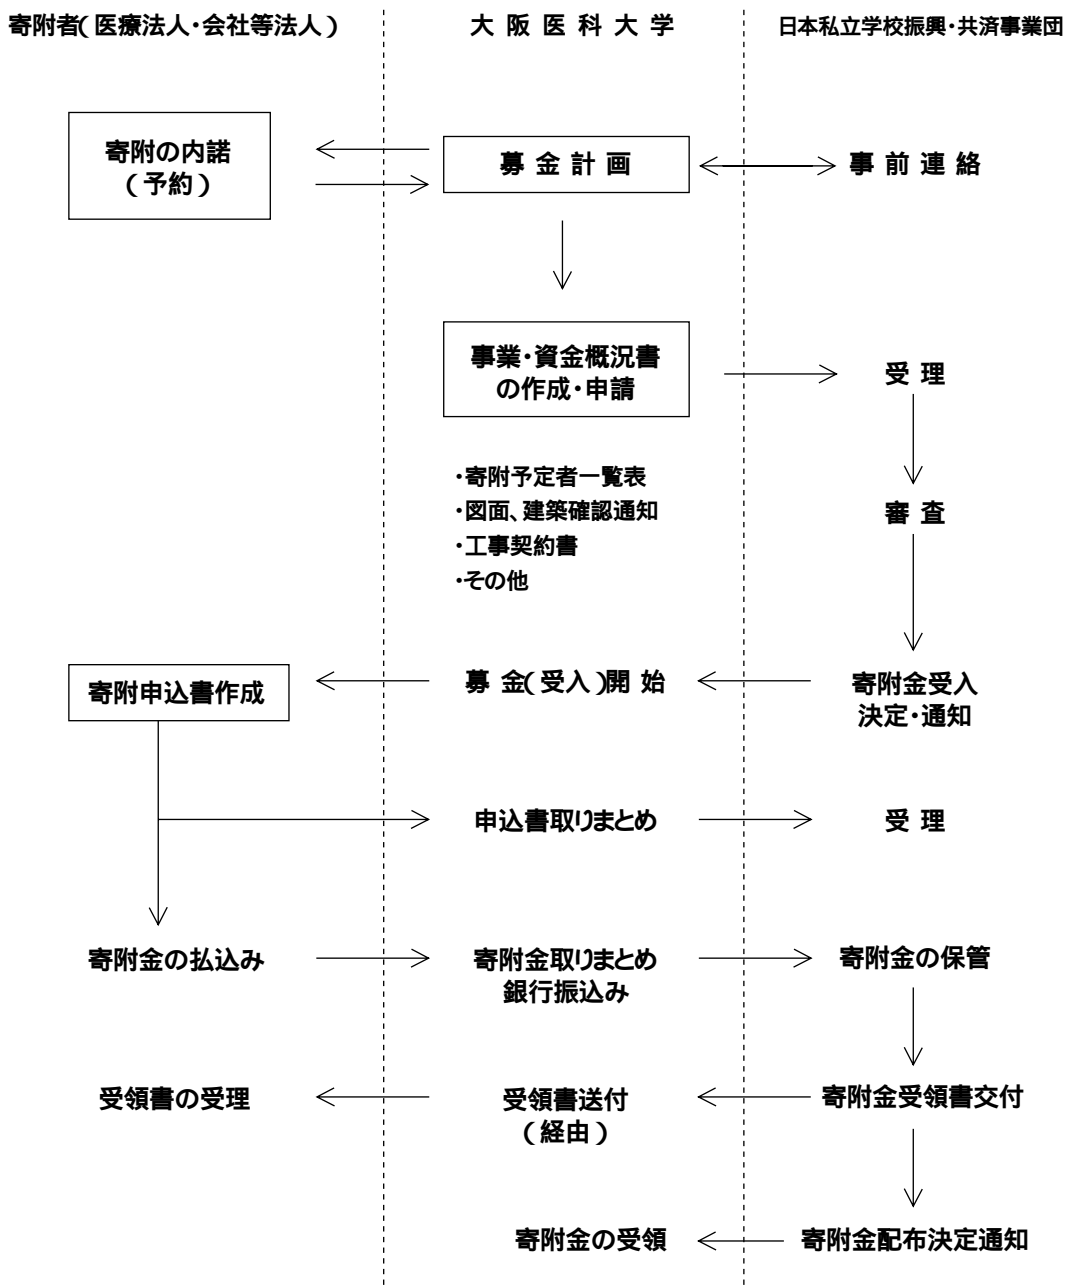 寄附者(医療法人・会社等法人)
大阪医科大学
日本私立学校振興・共済事業団
寄附の内諾
(予約)
募金計画
事前連絡
事業・資金概況書
の作成・申請
受理
・寄附予定者一覧表
・図面、建築確認通知
・工事契約書
・その他
審査
寄附申込書作成
募金(受入)開始
寄附金受入
決定・通知
申込書取りまとめ
受理
寄附金の払込み
寄附金取りまとめ
銀行振込み
寄附金の保管
受領書の受理
受領書送付
(経由)
寄附金受領書交付
寄附金の受領
寄附金配布決定通知